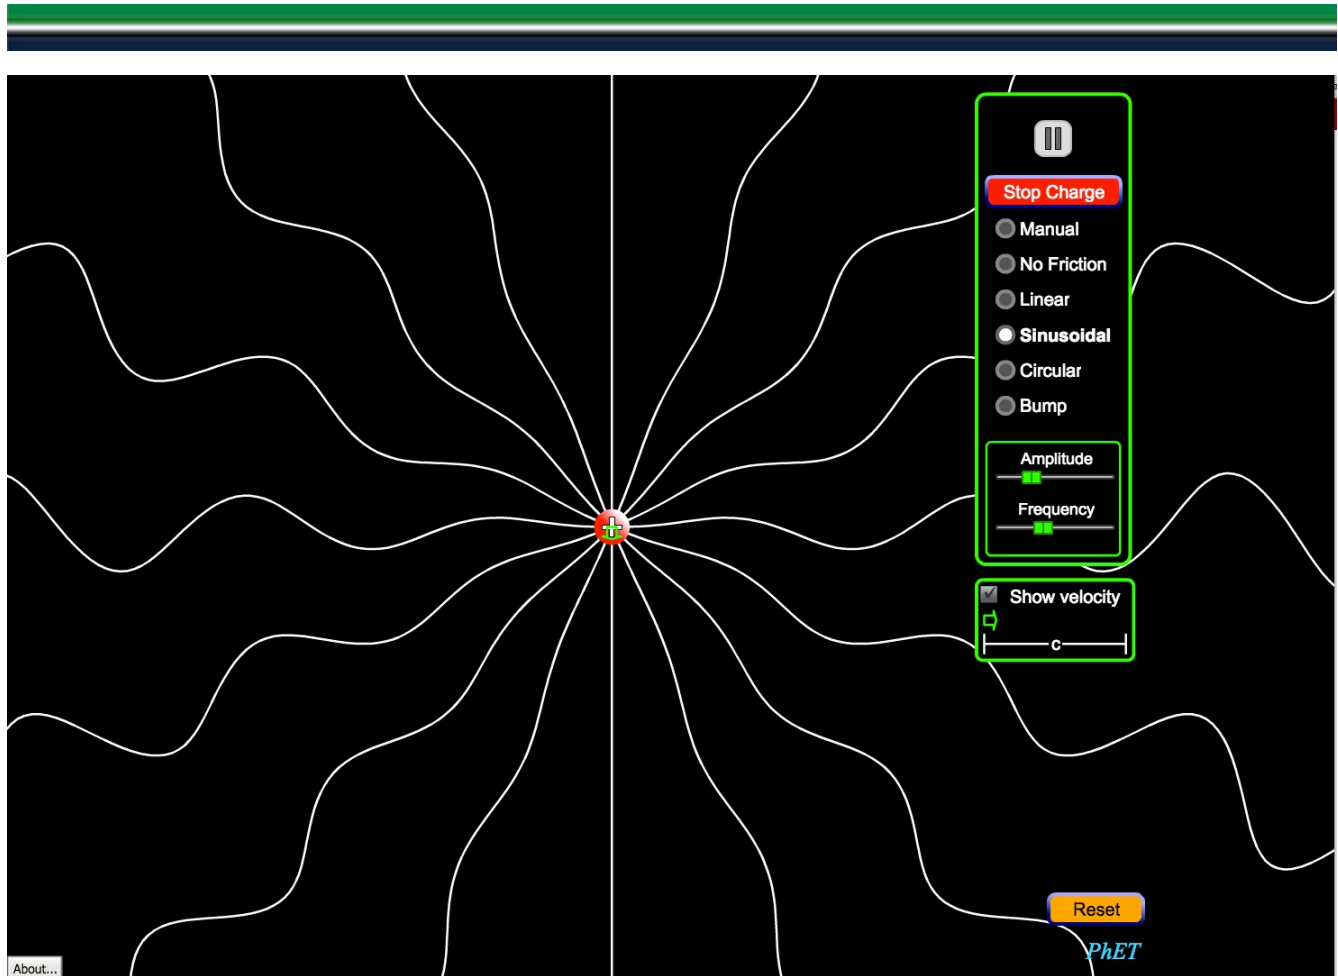 Stop Charge
Manual
No Friction
Linear
Sinusoidal
Circular
Bump
Amplitude
Frequency
Show velocity
c
Reset
PhET
About...